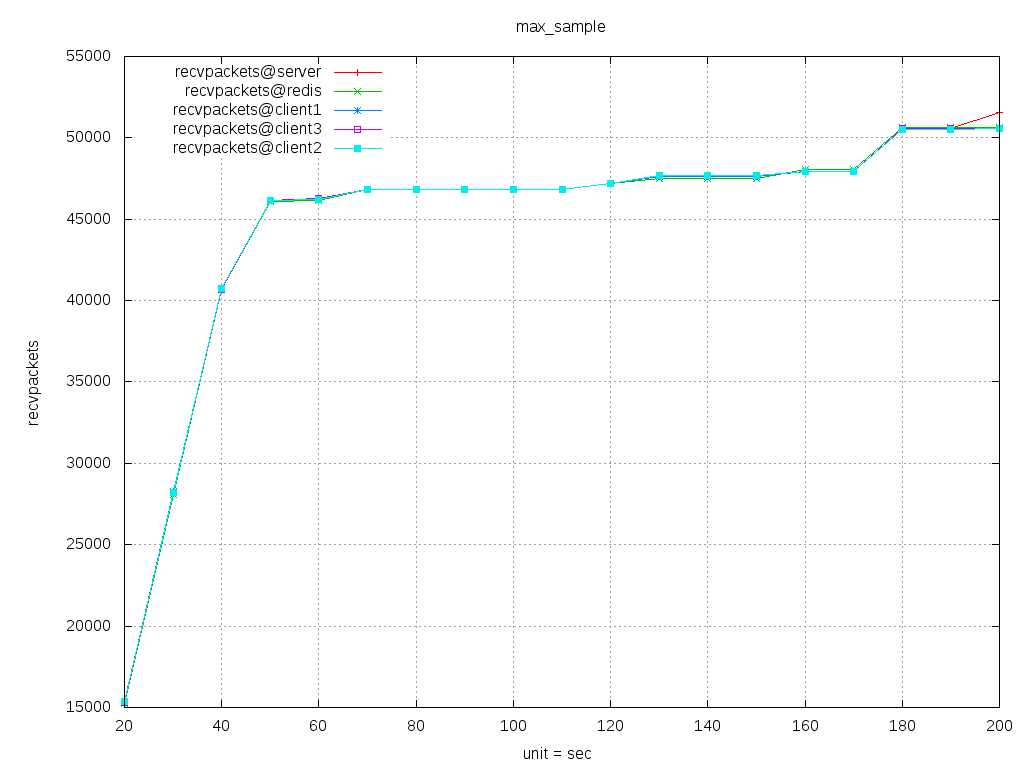 max_sample
55000
50000
45000
40000
35000
30000
25000
20000
15000
recvpackets
recvpackets@server
recvpackets@redis
recvpackets@client1
recvpackets@client3
recvpackets@client2
20 40 60 80 100 120 140 160 180 200
unit = sec